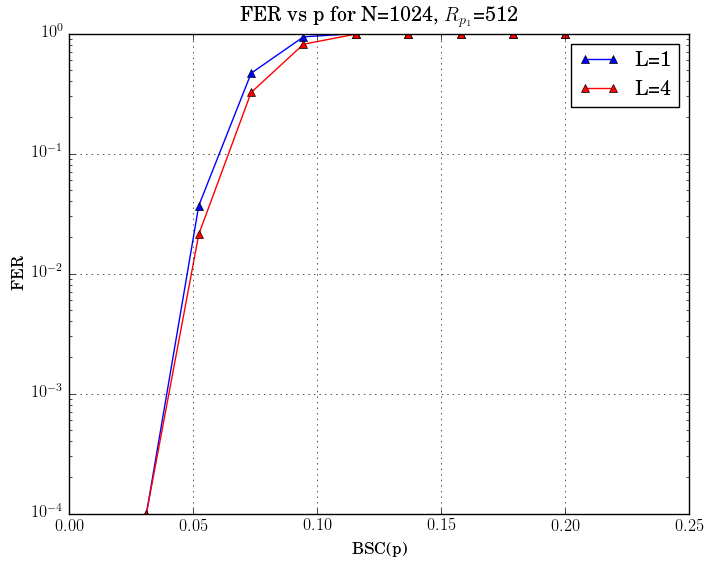 FER vs p for N=1024, $R_{p_1}$=512
10^0
L=1
L=4
10^{-1}
FER
10^{-2}
10^{-3}
10^{-4}
0.00 0.05 0.10 0.15 0.20 0.25
BSC(p)